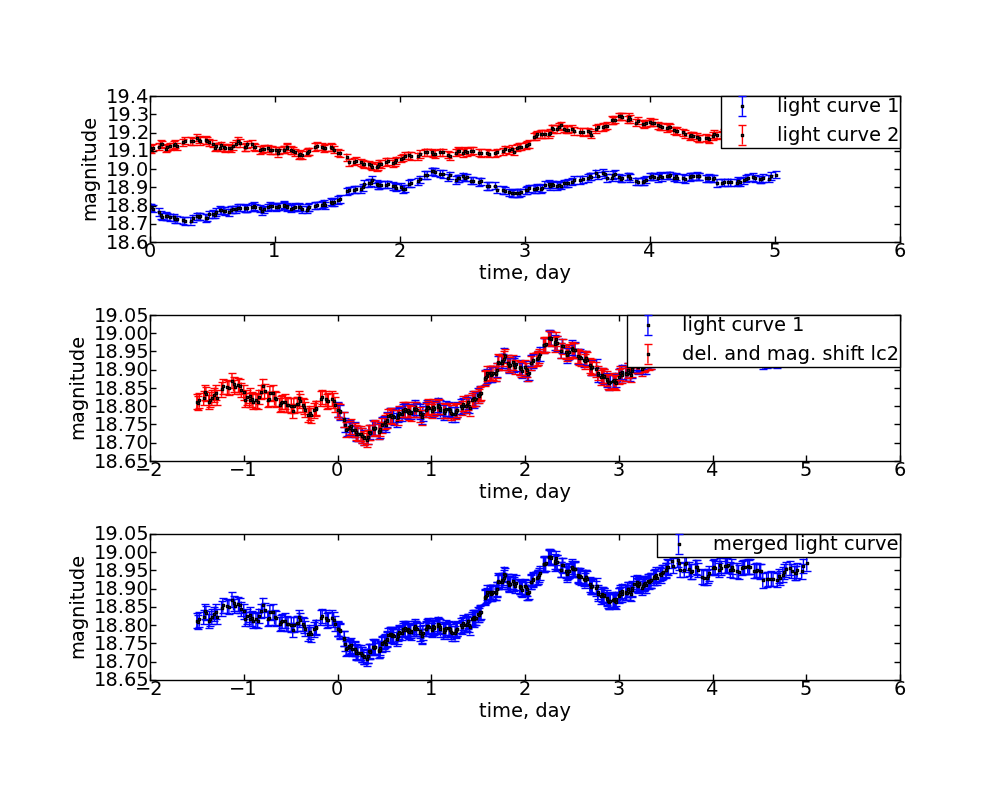 19.4
19.3
19.2
19.1
19.0
18.9
18.8
18.7
18.6
magnitude
light curve 1
light curve 2
0 1 2 3 4 5 6
time, day
19.05
19.00
18.95
18.90
18.85
18.80
18.75
18.70
18.65
magnitude
light curve 1
del. and mag. shift lc2
−2 −1 0 1 2 3 4 5 6
time, day
19.05
19.00
18.95
18.90
18.85
18.80
18.75
18.70
18.65
magnitude
merged light curve
−2 −1 0 1 2 3 4 5 6
time, day